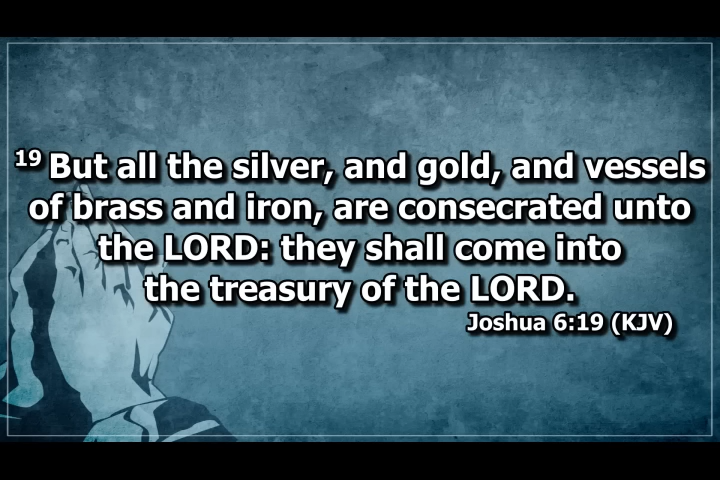 19 But all the silver, and gold, and vessels
of brass and iron, are consecrated unto
the LORD: they shall come into
the treasury of the LORD.
Joshua 6:19 (KJV)